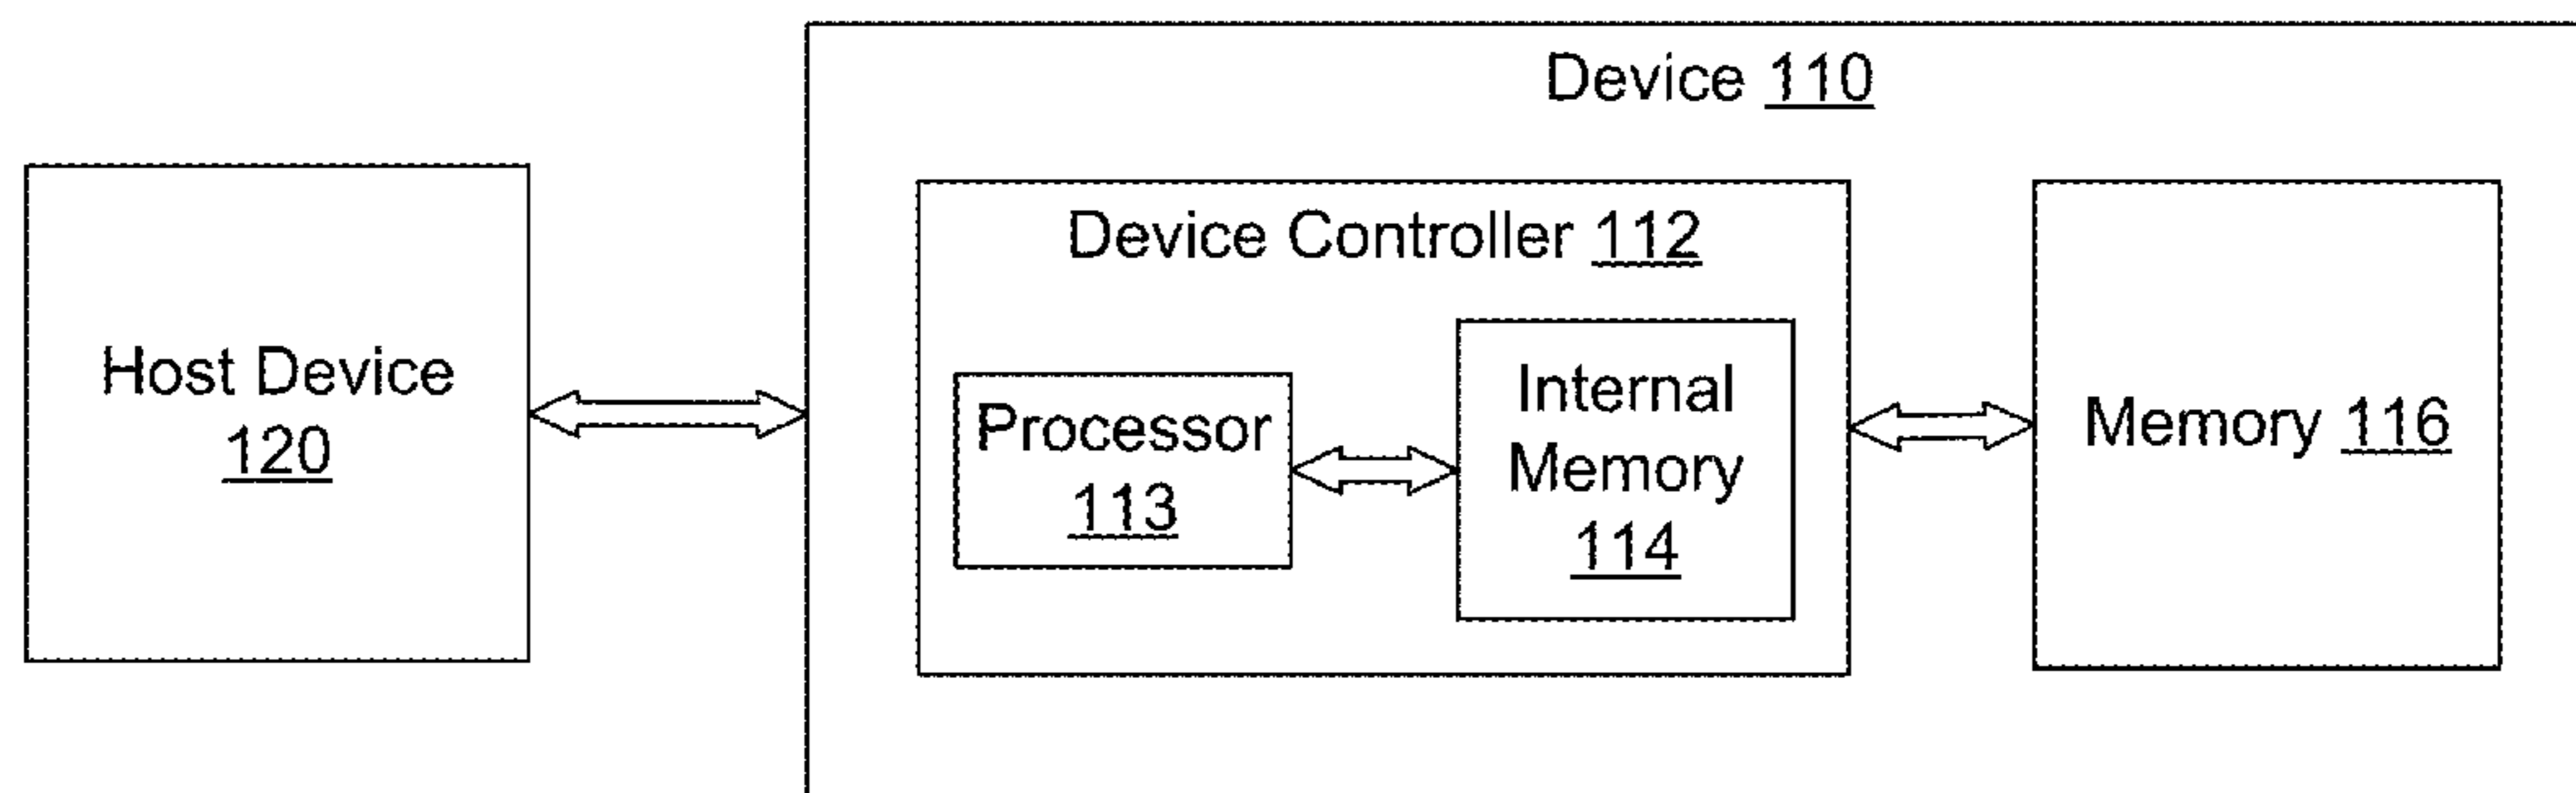 Device 110
Device Controller 112
Host Device
120
Processor
113
Internal
Memory
114
Memory 116